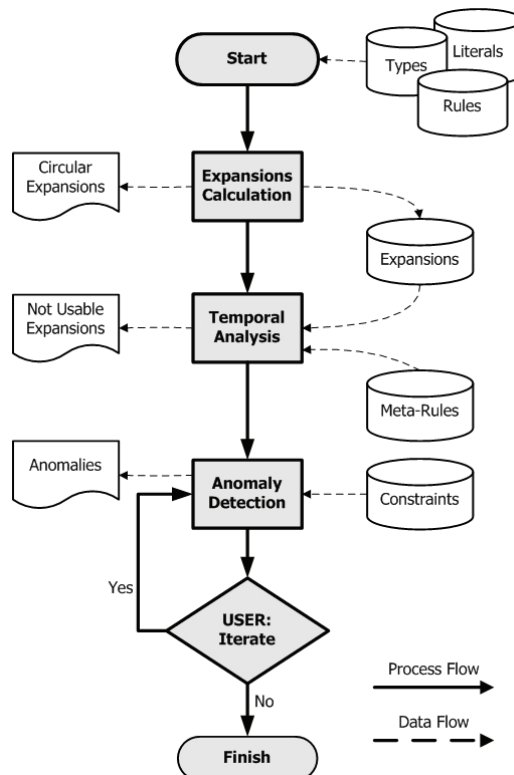 Start
Types
Literals
Rules
Circular
Expansions
Expansions
Calculation
Expansions
Not Usable
Expansions
Temporal
Analysis
Meta-Rules
Anomalies
Anomaly
Detection
Constraints
Yes
USER:
Iterate
Process Flow
No
Data Flow
Finish